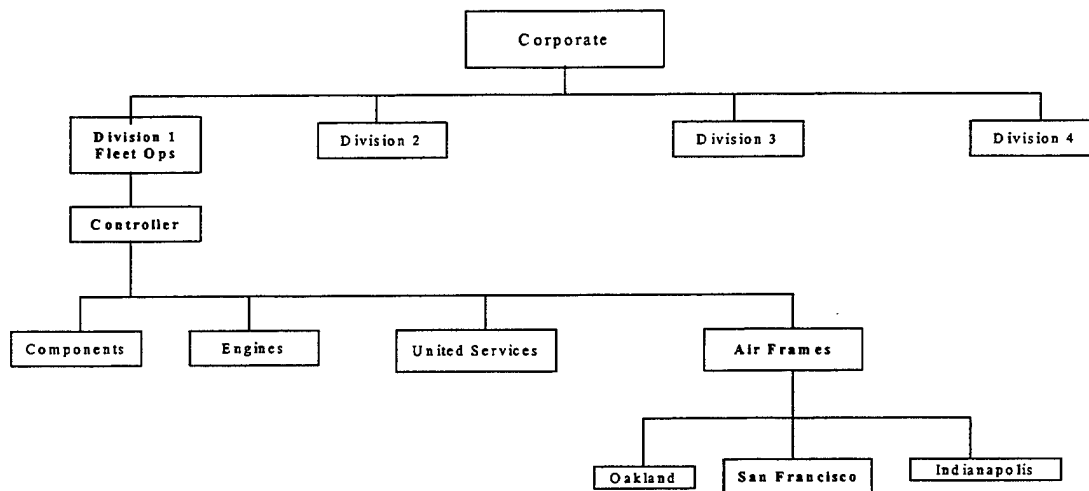 Corporate
Division 1
Fleet Ops
Division 2
Division 3
Division 4
Controller
Components
Engines
United Services
Air Frames
Oakland
San Francisco
Indianapolis